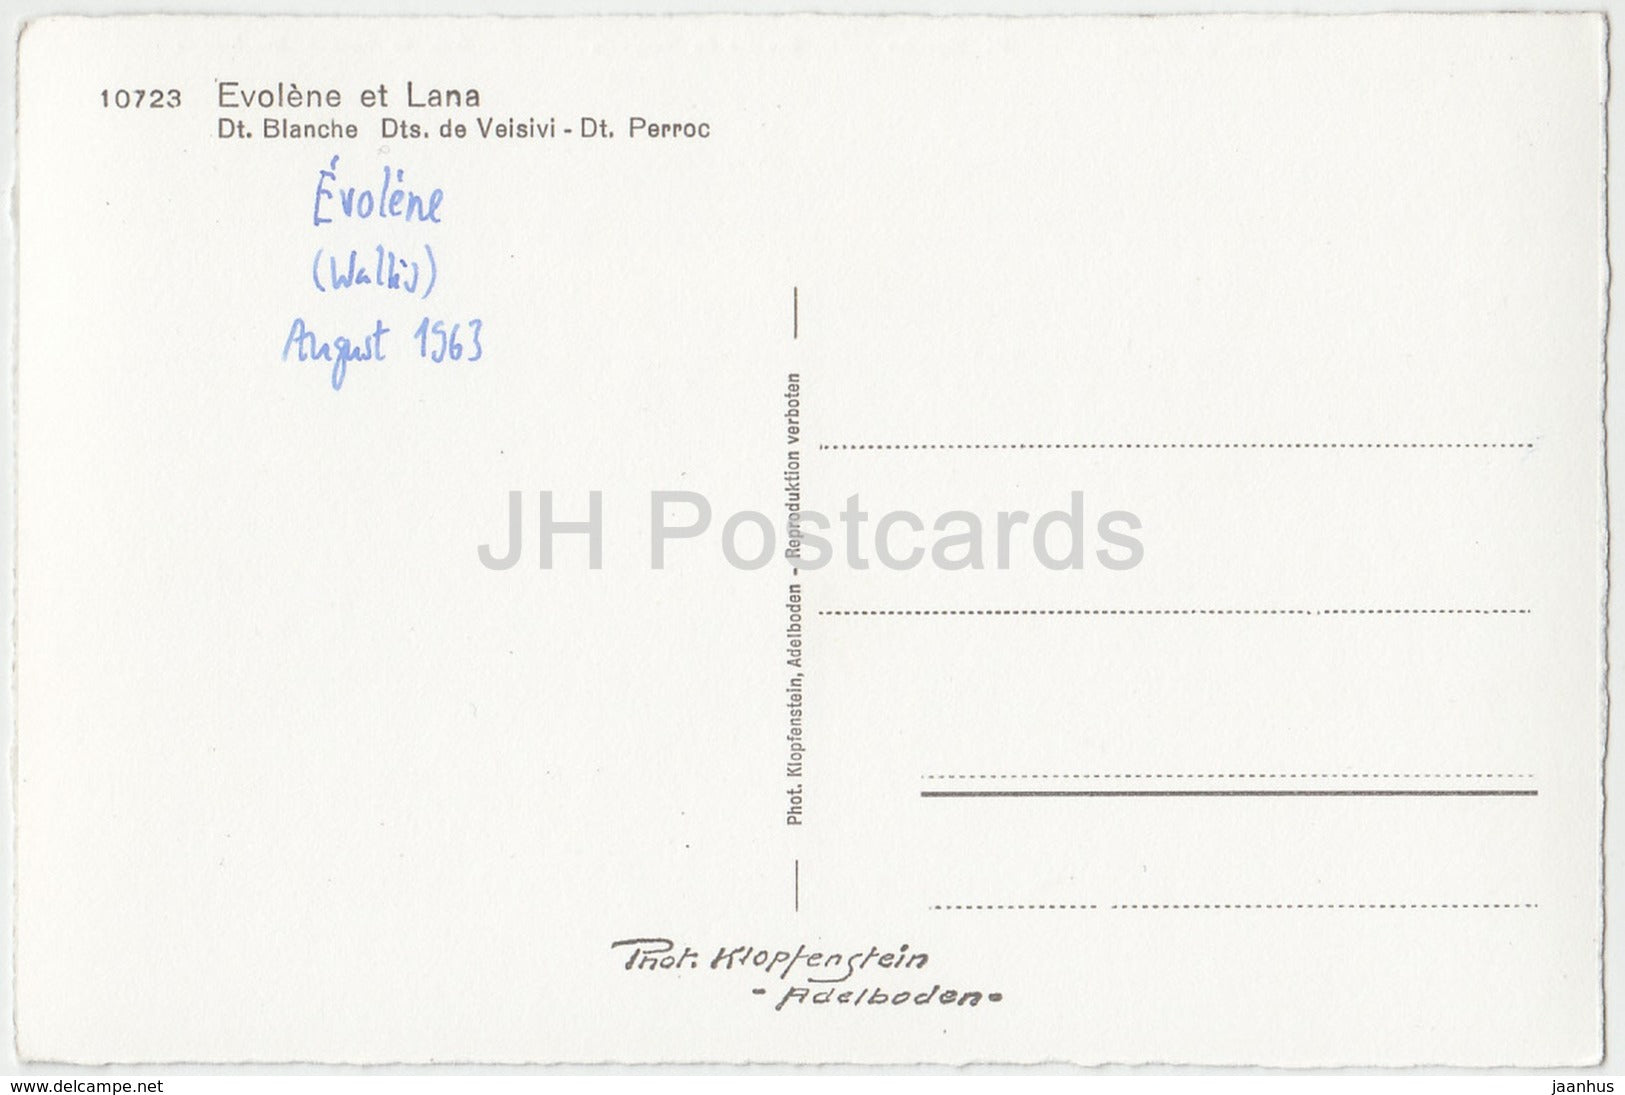 10723 Evolène et Lana
Dt. Blanche Dts. de Veisivi - Dt. Perroc
Évolène
(Wallis)
August 1963
Phot. Klopfenstein, Adelboden - Reproduktion verboten
JH Postcards
Phot. Klopfenstein
- Adelboden -
www.delcampe.net
jaanhus